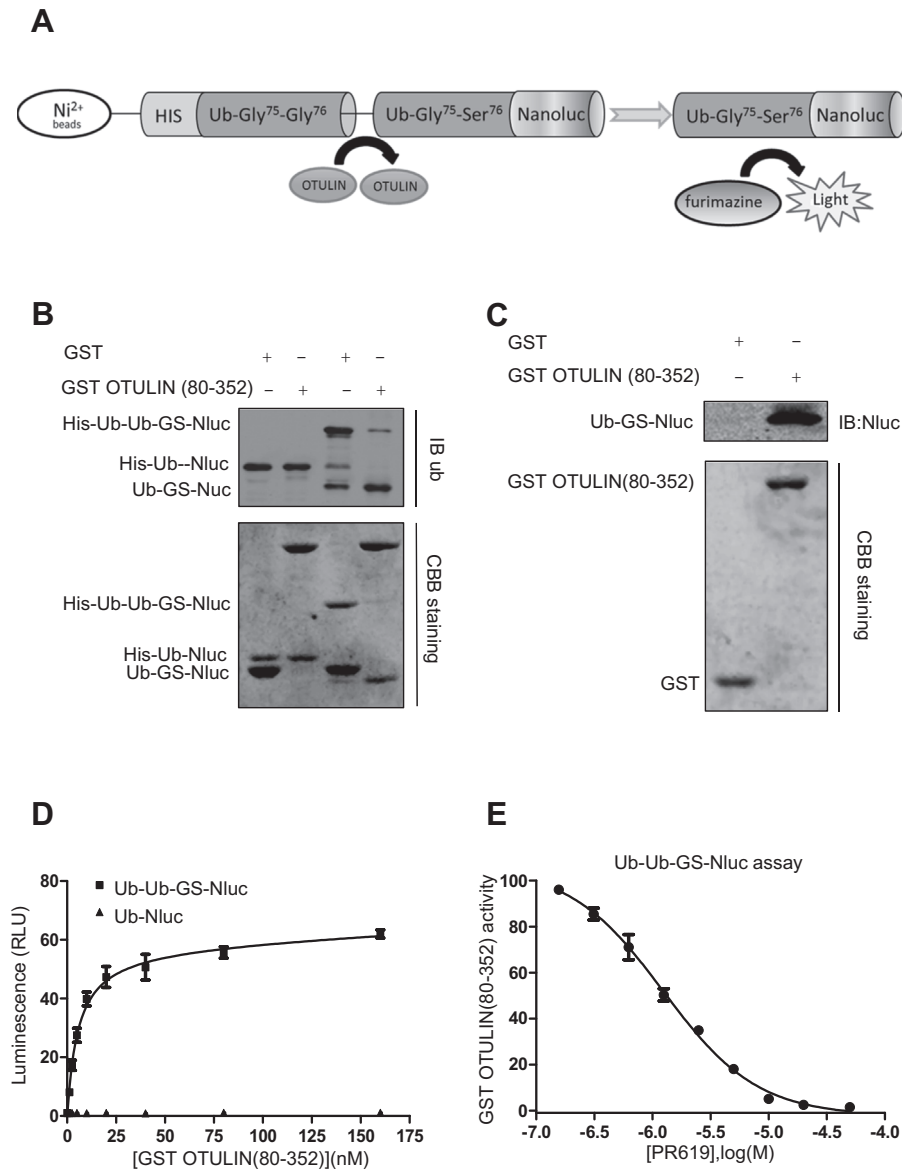 A
Ni²⁺
beads
HIS
Ub-Gly⁷⁵-Gly⁷⁶
Ub-Gly⁷⁵-Ser⁷⁶
Nanoluc
Ub-Gly⁷⁵-Ser⁷⁶
Nanoluc
OTULIN
OTULIN
furimazine
Light
B
GST + − + −
GST OTULIN (80-352) − + − +
His-Ub-Ub-GS-Nluc
His-Ub--Nluc
Ub-GS-Nuc
IB ub
His-Ub-Ub-GS-Nluc
His-Ub-Nluc
Ub-GS-Nluc
CBB staining
C
GST + −
GST OTULIN (80-352) − +
Ub-GS-Nluc
IB:Nluc
GST OTULIN(80-352)
GST
CBB staining
D
Luminescence (RLU)
80
60
40
20
0
Ub-Ub-GS-Nluc
Ub-Nluc
0 25 50 75 100 125 150 175
[GST OTULIN(80-352)](nM)
E
Ub-Ub-GS-Nluc assay
GST OTULIN(80-352) activity
100
80
60
40
20
0
-7.0 -6.5 -6.0 -5.5 -5.0 -4.5 -4.0
[PR619],log(M)